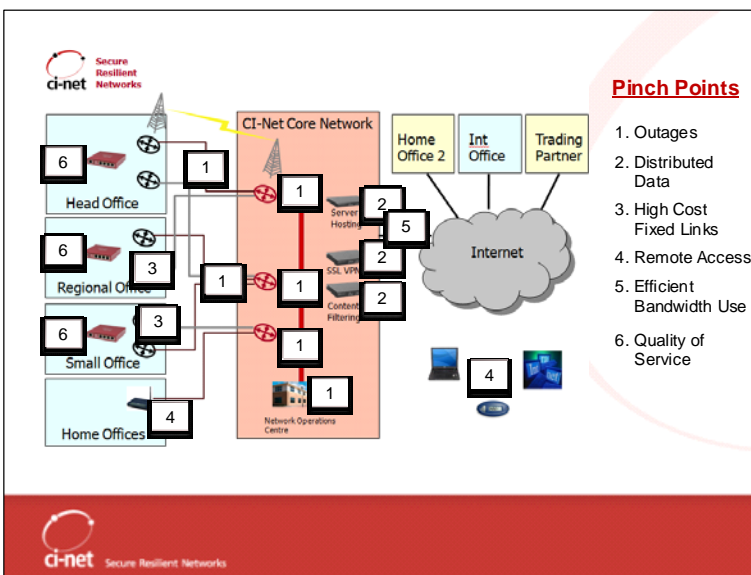 Secure
Resilient
ci-net Networks
Pinch Points
1. Outages
2. Distributed
Data
3. High Cost
Fixed Links
4. Remote Access
5. Efficient
Bandwidth Use
6. Quality of
Service
CI-Net Core Network
Home
Office 2
Int
Office
Trading
Partner
6
1
Head Office
1
Server
Hosting
2
5
Internet
6
3
Regional Office
1
1
SSL VPN
2
Content
Filtering
2
6
3
Small Office
1
4
Home Offices
1
Network Operations
Centre
4
ci-net Secure Resilient Networks